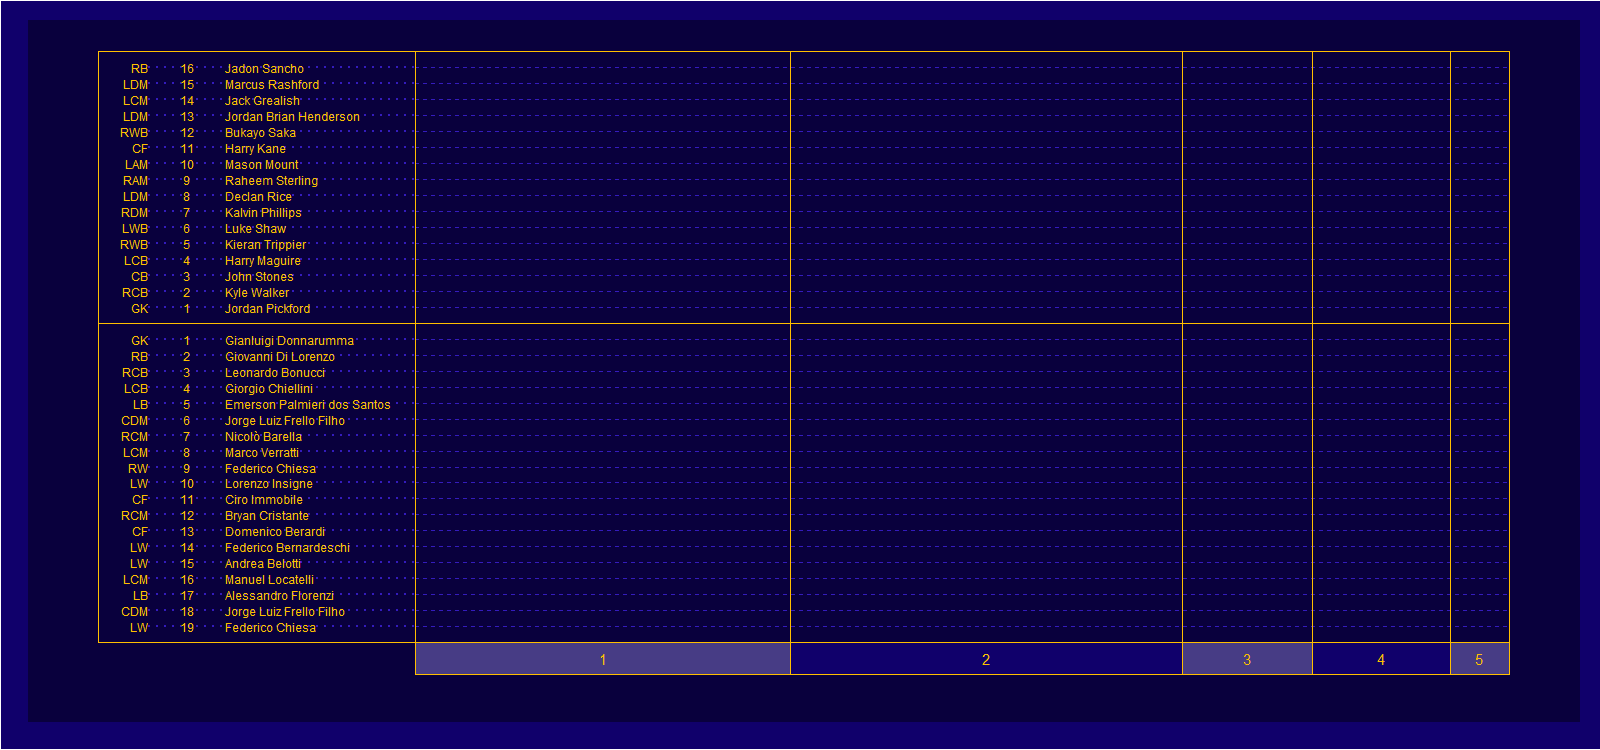 RB 16 Jadon Sancho
LDM 15 Marcus Rashford
LCM 14 Jack Grealish
LDM 13 Jordan Brian Henderson
RWB 12 Bukayo Saka
CF 11 Harry Kane
LAM 10 Mason Mount
RAM 9 Raheem Sterling
LDM 8 Declan Rice
RDM 7 Kalvin Phillips
LWB 6 Luke Shaw
RWB 5 Kieran Trippier
LCB 4 Harry Maguire
CB 3 John Stones
RCB 2 Kyle Walker
GK 1 Jordan Pickford
GK 1 Gianluigi Donnarumma
RB 2 Giovanni Di Lorenzo
RCB 3 Leonardo Bonucci
LCB 4 Giorgio Chiellini
LB 5 Emerson Palmieri dos Santos
CDM 6 Jorge Luiz Frello Filho
RCM 7 Nicolò Barella
LCM 8 Marco Verratti
RW 9 Federico Chiesa
LW 10 Lorenzo Insigne
CF 11 Ciro Immobile
RCM 12 Bryan Cristante
CF 13 Domenico Berardi
LW 14 Federico Bernardeschi
LW 15 Andrea Belotti
LCM 16 Manuel Locatelli
LB 17 Alessandro Florenzi
CDM 18 Jorge Luiz Frello Filho
LW 19 Federico Chiesa
1 2 3 4 5